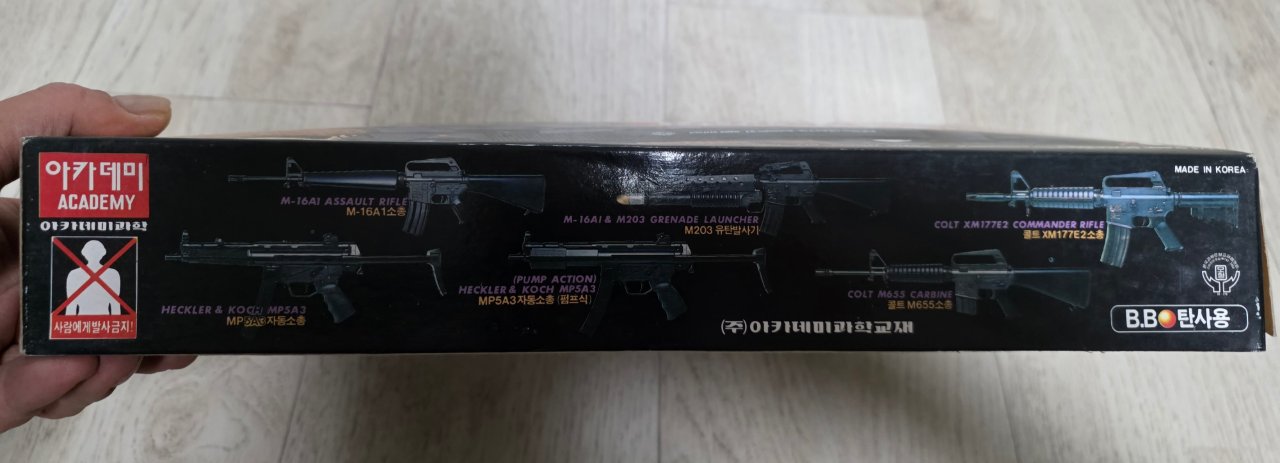 아카데미
ACADEMY
아카데미과학
사람에게발사금지!
M-16A1 ASSAULT RIFLE
M-16A1소총
M-16A1 & M203 GRENADE LAUNCHER
M203 유탄발사기
COLT XM177E2 COMMANDER RIFLE
콜트 XM177E2소총
MADE IN KOREA
HECKLER & KOCH MP5A3
MP5A3자동소총
(PUMP ACTION)
HECKLER & KOCH MP5A3
MP5A3자동소총 (펌프식)
COLT M655 CARBINE
콜트 M655소총
(주)아카데미과학교재
B.B탄사용